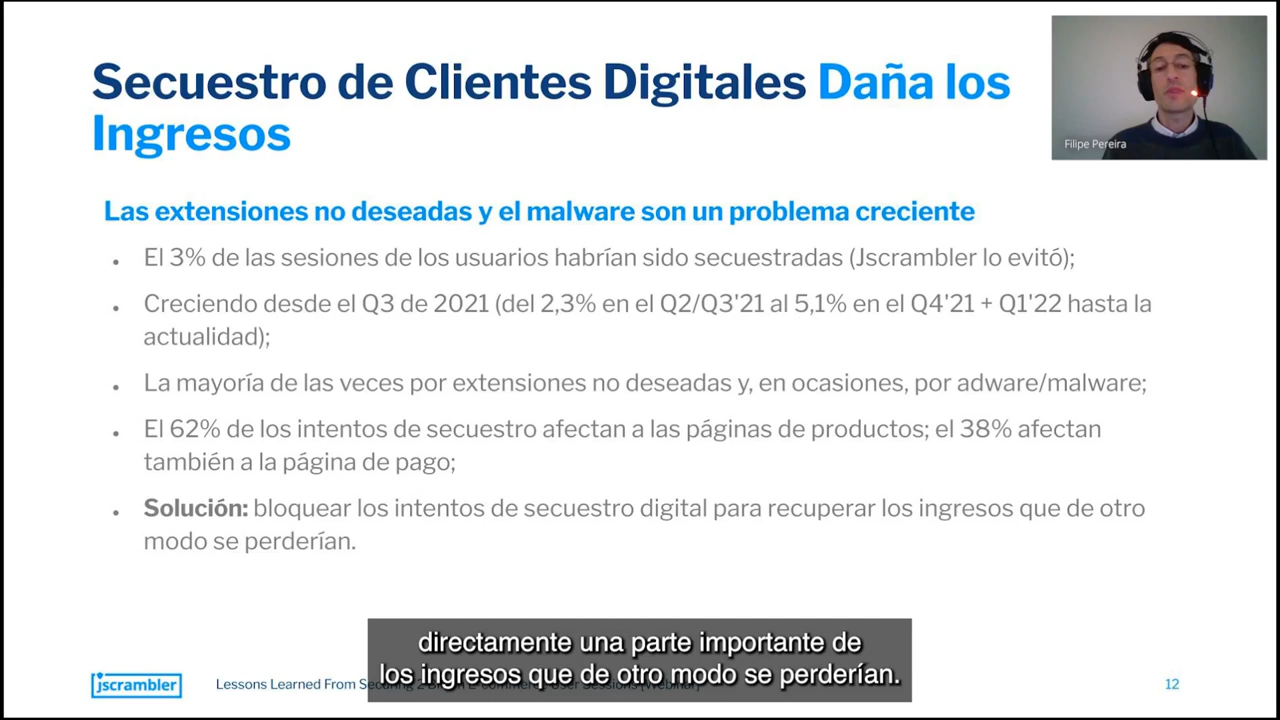 Secuestro de Clientes Digitales Daña los
Ingresos
Filipe Pereira
Las extensiones no deseadas y el malware son un problema creciente
El 3% de las sesiones de los usuarios habrían sido secuestradas (Jscrambler lo evitó);
Creciendo desde el Q3 de 2021 (del 2,3% en el Q2/Q3'21 al 5,1% en el Q4'21 + Q1'22 hasta la
actualidad);
La mayoría de las veces por extensiones no deseadas y, en ocasiones, por adware/malware;
El 62% de los intentos de secuestro afectan a las páginas de productos; el 38% afectan
también a la página de pago;
Solución: bloquear los intentos de secuestro digital para recuperar los ingresos que de otro
modo se perderían.
directamente una parte importante de
los ingresos que de otro modo se perderían.
jscrambler
Lessons Learned From
12